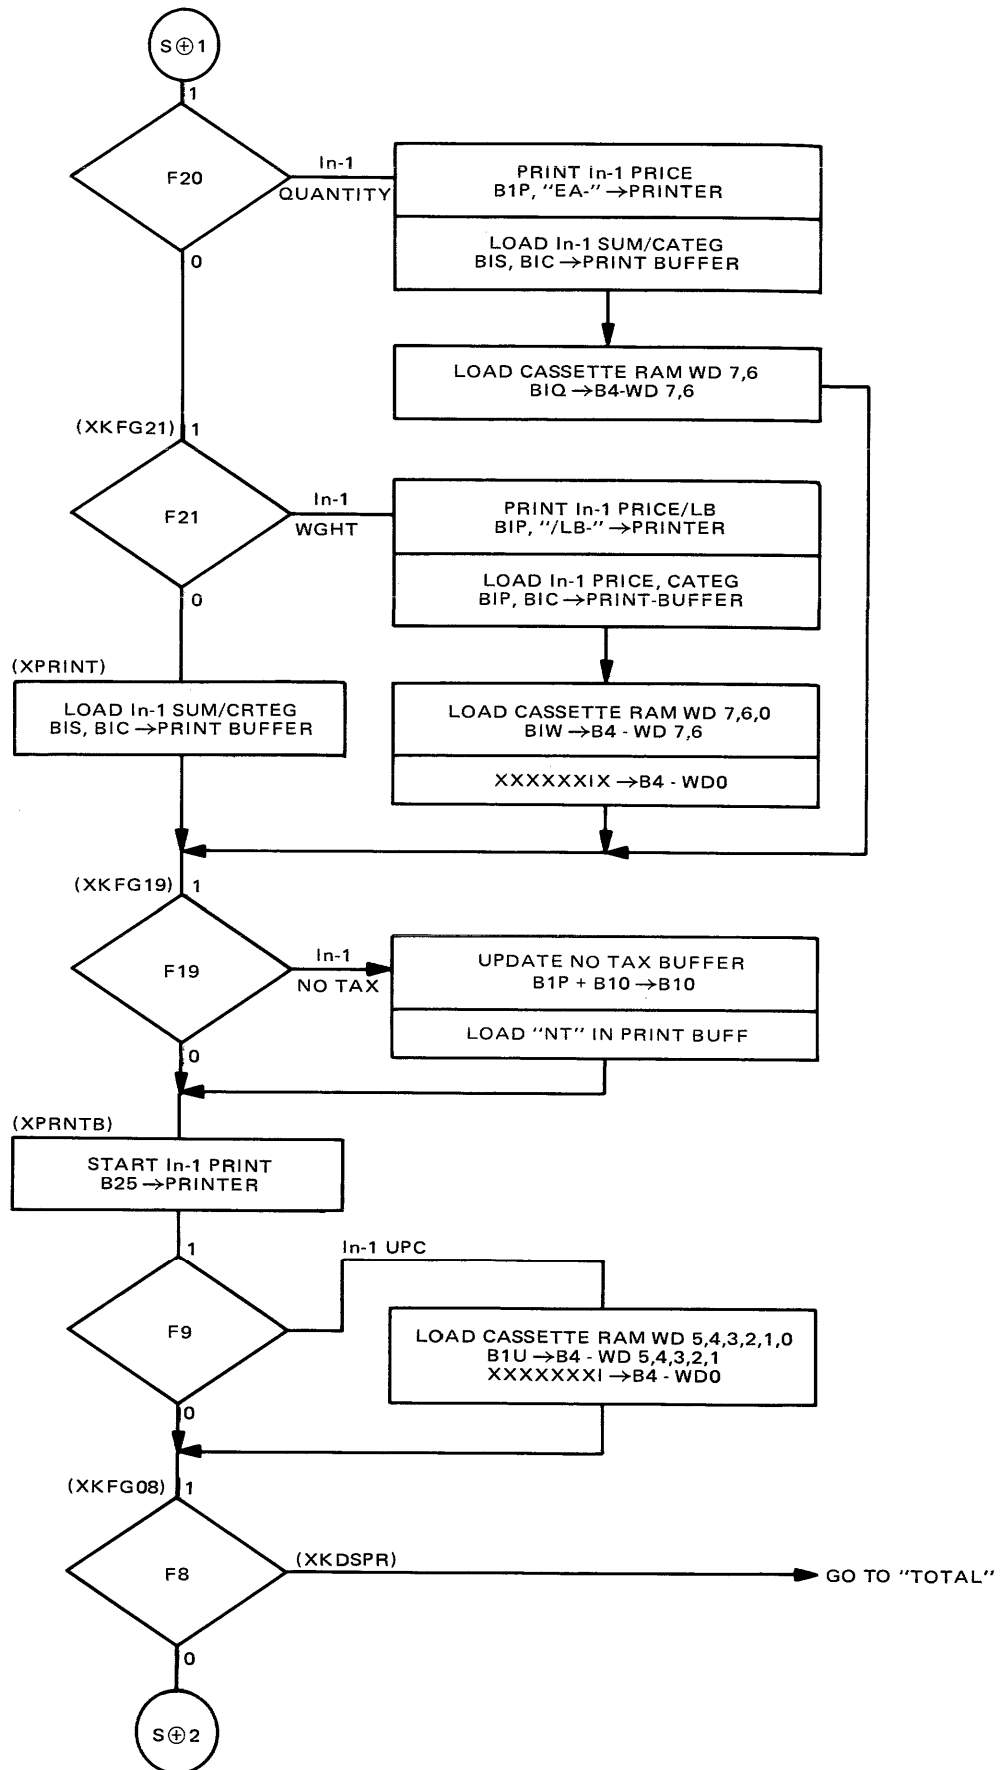 S⊕1
1
F20
In-1
QUANTITY
PRINT In-1 PRICE
B1P, "EA-" →PRINTER
LOAD In-1 SUM/CATEG
BIS, BIC →PRINT BUFFER
0
LOAD CASSETTE RAM WD 7,6
BIQ →B4-WD 7,6
(XKFG21)
1
F21
In-1
WGHT
PRINT In-1 PRICE/LB
BIP, "/LB-" →PRINTER
LOAD In-1 PRICE, CATEG
BIP, BIC →PRINT-BUFFER
0
(XPRINT)
LOAD In-1 SUM/CRTEG
BIS, BIC →PRINT BUFFER
LOAD CASSETTE RAM WD 7,6,0
BIW →B4 - WD 7,6
XXXXXXIX →B4 - WD0
(XKFG19)
1
F19
In-1
NO TAX
UPDATE NO TAX BUFFER
B1P + B10 →B10
LOAD "NT" IN PRINT BUFF
0
(XPRNTB)
START In-1 PRINT
B25 →PRINTER
1
In-1 UPC
F9
LOAD CASSETTE RAM WD 5,4,3,2,1,0
B1U →B4 - WD 5,4,3,2,1
XXXXXXXI →B4 - WD0
0
(XKFG08)
1
F8
(XKDSPR)
GO TO "TOTAL"
0
S⊕2